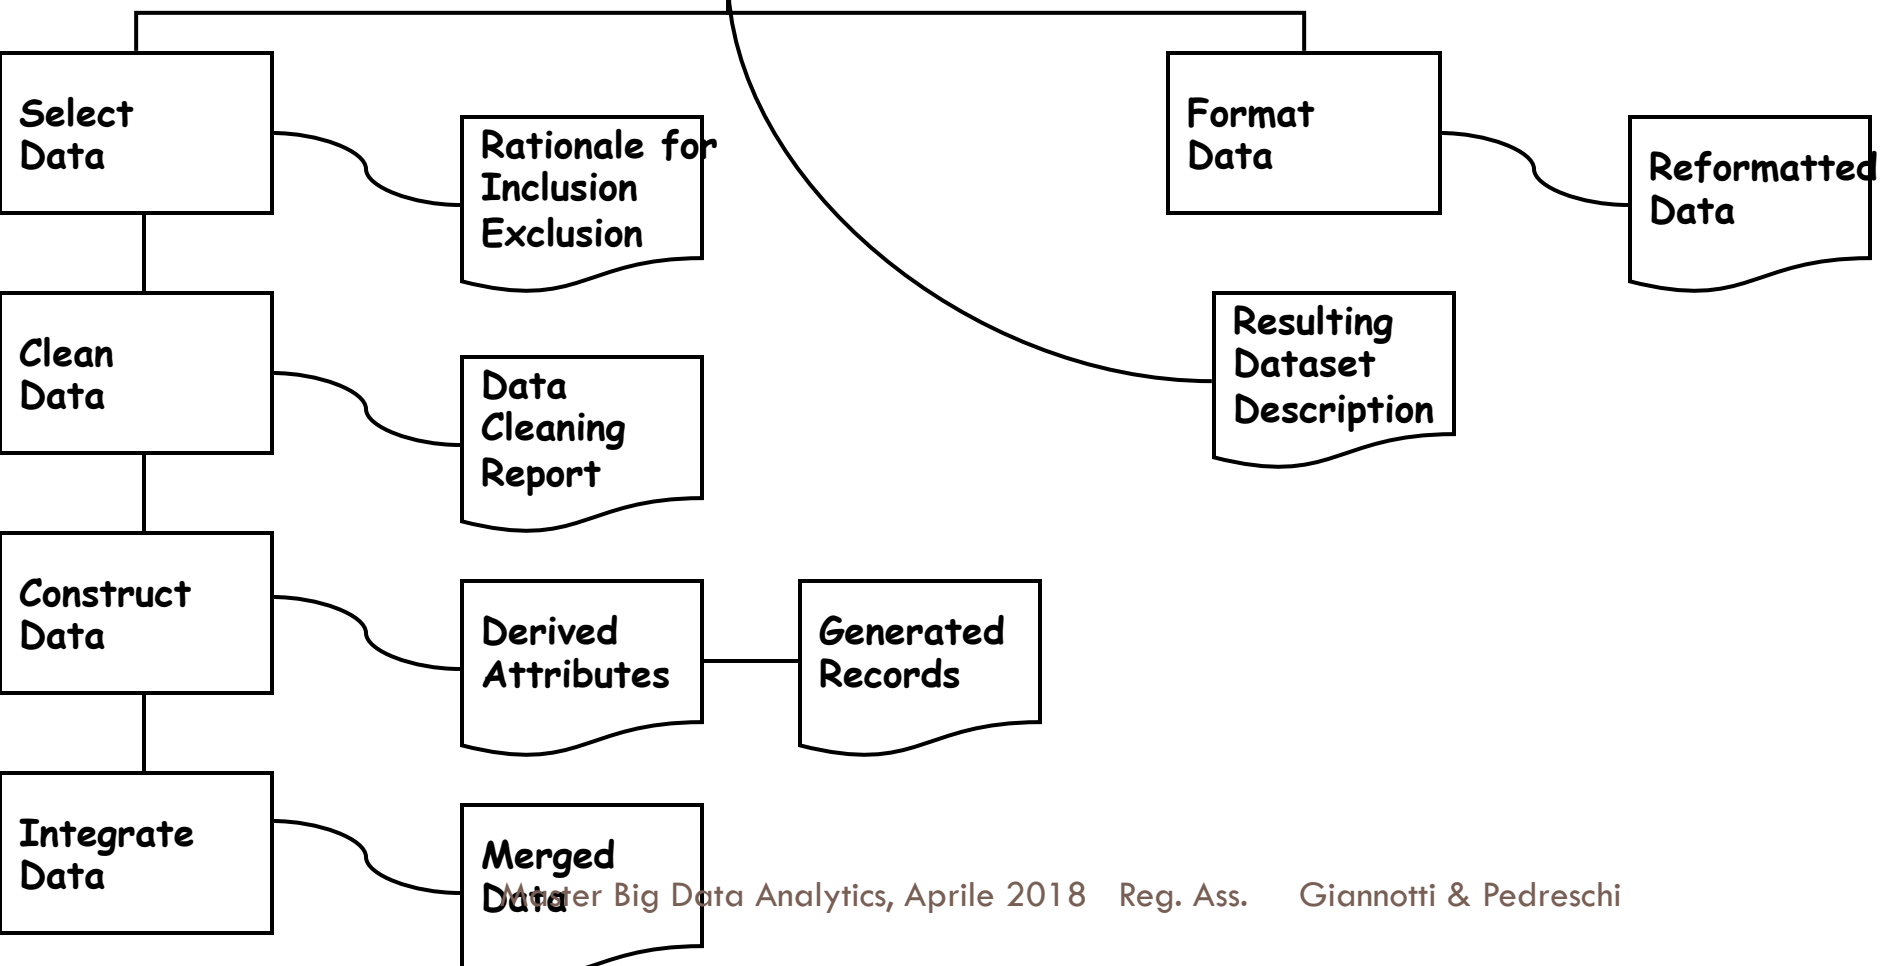 Select
Data
Rationale for
Inclusion
Exclusion
Format
Data
Reformatted
Data
Clean
Data
Data
Cleaning
Report
Resulting
Dataset
Description
Construct
Data
Derived
Attributes
Generated
Records
Integrate
Data
Merged
Data
Master Big Data Analytics, Aprile 2018 Reg. Ass. Giannotti & Pedreschi